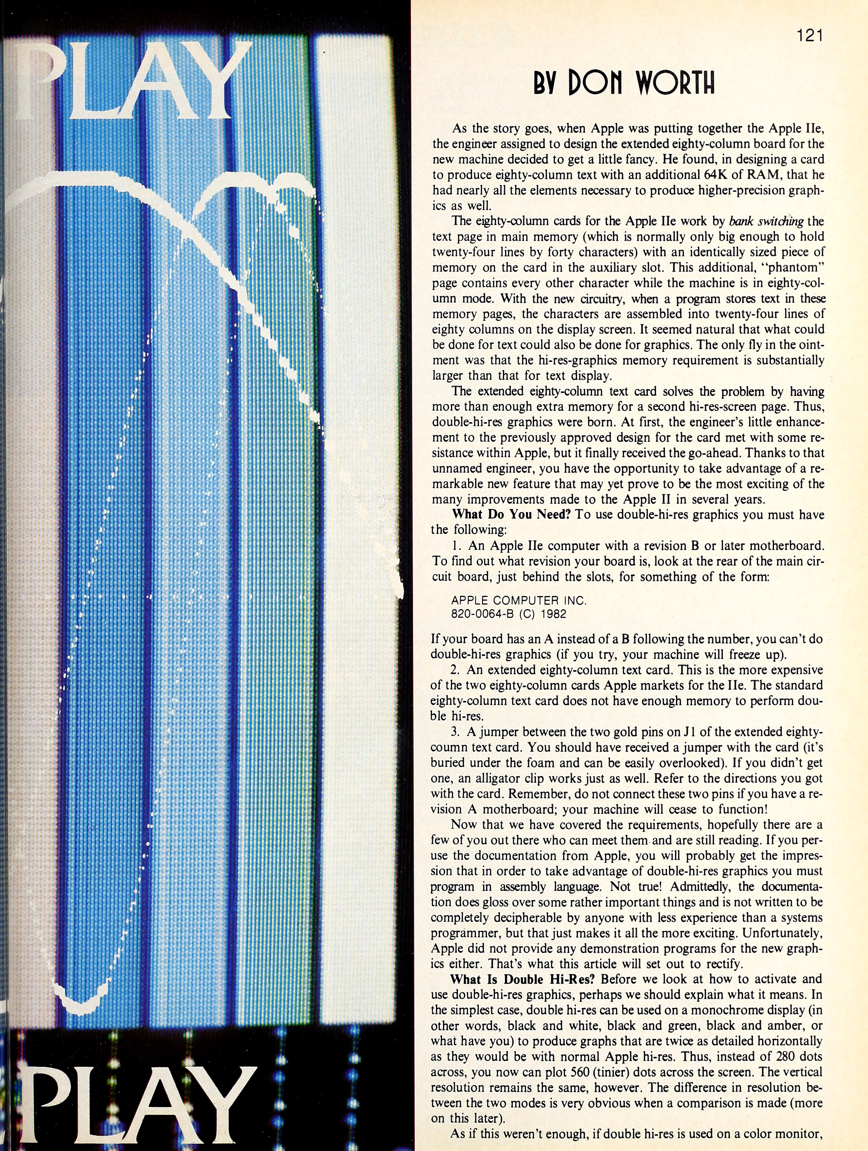 PLAY
PLAY
121
BY DON WORTH
As the story goes, when Apple was putting together the Apple IIe,
the engineer assigned to design the extended eighty-column board for the
new machine decided to get a little fancy. He found, in designing a card
to produce eighty-column text with an additional 64K of RAM, that he
had nearly all the elements necessary to produce higher-precision graph-
ics as well.
The eighty-column cards for the Apple IIe work by bank switching the
text page in main memory (which is normally only big enough to hold
twenty-four lines by forty characters) with an identically sized piece of
memory on the card in the auxiliary slot. This additional, “phantom”
page contains every other character while the machine is in eighty-col-
umn mode. With the new circuitry, when a program stores text in these
memory pages, the characters are assembled into twenty-four lines of
eighty columns on the display screen. It seemed natural that what could
be done for text could also be done for graphics. The only fly in the oint-
ment was that the hi-res-graphics memory requirement is substantially
larger than that for text display.
The extended eighty-column text card solves the problem by having
more than enough extra memory for a second hi-res-screen page. Thus,
double-hi-res graphics were born. At first, the engineer's little enhance-
ment to the previously approved design for the card met with some re-
sistance within Apple, but it finally received the go-ahead. Thanks to that
unnamed engineer, you have the opportunity to take advantage of a re-
markable new feature that may yet prove to be the most exciting of the
many improvements made to the Apple II in several years.
What Do You Need? To use double-hi-res graphics you must have
the following:
1. An Apple IIe computer with a revision B or later motherboard.
To find out what revision your board is, look at the rear of the main cir-
cuit board, just behind the slots, for something of the form:
APPLE COMPUTER INC.
820-0064-B (C) 1982
If your board has an A instead of a B following the number, you can't do
double-hi-res graphics (if you try, your machine will freeze up).
2. An extended eighty-column text card. This is the more expensive
of the two eighty-column cards Apple markets for the IIe. The standard
eighty-column text card does not have enough memory to perform dou-
ble hi-res.
3. A jumper between the two gold pins on J1 of the extended eighty-
coumn text card. You should have received a jumper with the card (it's
buried under the foam and can be easily overlooked). If you didn't get
one, an alligator clip works just as well. Refer to the directions you got
with the card. Remember, do not connect these two pins if you have a re-
vision A motherboard; your machine will cease to function!
Now that we have covered the requirements, hopefully there are a
few of you out there who can meet them and are still reading. If you per-
use the documentation from Apple, you will probably get the impres-
sion that in order to take advantage of double-hi-res graphics you must
program in assembly language. Not true! Admittedly, the documenta-
tion does gloss over some rather important things and is not written to be
completely decipherable by anyone with less experience than a systems
programmer, but that just makes it all the more exciting. Unfortunately,
Apple did not provide any demonstration programs for the new graph-
ics either. That's what this article will set out to rectify.
What Is Double Hi-Res? Before we look at how to activate and
use double-hi-res graphics, perhaps we should explain what it means. In
the simplest case, double hi-res can be used on a monochrome display (in
other words, black and white, black and green, black and amber, or
what have you) to produce graphs that are twice as detailed horizontally
as they would be with normal Apple hi-res. Thus, instead of 280 dots
across, you now can plot 560 (tinier) dots across the screen. The vertical
resolution remains the same, however. The difference in resolution be-
tween the two modes is very obvious when a comparison is made (more
on this later).
As if this weren't enough, if double hi-res is used on a color monitor,